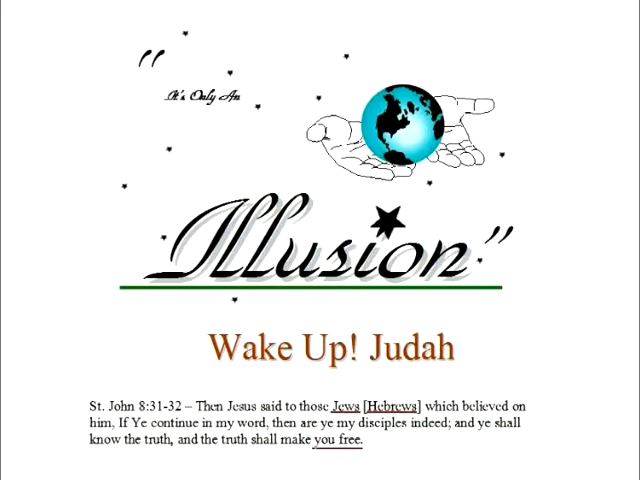 "
It's Only An
Illusion"
Wake Up! Judah
St. John 8:31-32 – Then Jesus said to those Jews [Hebrews] which believed on
him, If Ye continue in my word, then are ye my disciples indeed; and ye shall
know the truth, and the truth shall make you free.